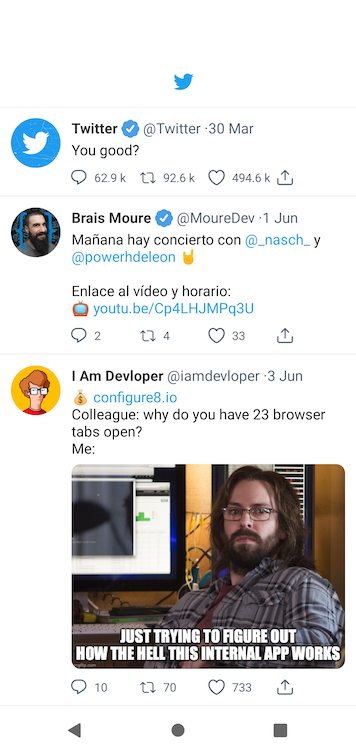 Twitter @Twitter ·30 Mar
You good?
62.9 k 92.6 k 494.6 k
Brais Moure @MoureDev ·1 Jun
Mañana hay concierto con @_nasch_ y
@powerhdeleon 🤘
Enlace al vídeo y horario:
📺 youtu.be/Cp4LHJMPq3U
2 4 33
I Am Devloper @iamdevloper ·3 Jun
💰 configure8.io
Colleague: why do you have 23 browser
tabs open?
Me:
JUST TRYING TO FIGURE OUT
HOW THE HELL THIS INTERNAL APP WORKS
imgflip.com
10 70 733